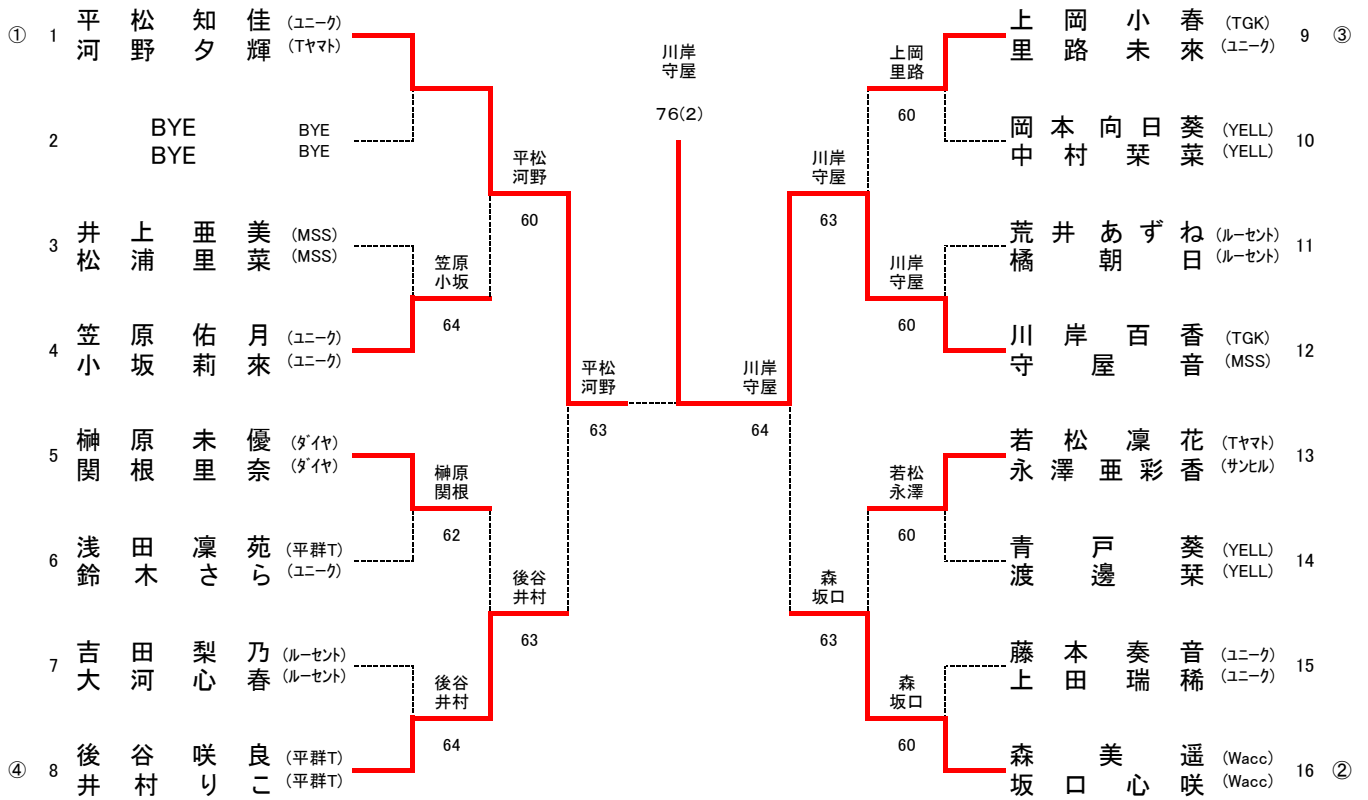 ① 1 平松知佳 (ユニーク)
河野夕輝 (Tヤマト)
2 BYE BYE
BYE BYE
3 井上亜美 (MSS)
松浦里菜 (MSS)
4 笠原佑月 (ユニーク)
小坂莉來 (ユニーク)
5 榊原未優 (ダイヤ)
関根里奈 (ダイヤ)
6 浅田凜苑 (平群T)
鈴木さら (ユニーク)
7 吉田梨乃 (ルーセント)
大河心春 (ルーセント)
④ 8 後谷咲良 (平群T)
井村りこ (平群T)
笠原
小坂
64
榊原
関根
62
後谷
井村
64
平松
河野
60
後谷
井村
63
平松
河野
63
川岸
守屋
76(2)
川岸
守屋
64
川岸
守屋
63
森
坂口
63
上岡
里路
60
川岸
守屋
60
若松
永澤
60
森
坂口
60
上岡小春 (TGK) 9 ③
里路未來 (ユニーク)
岡本向日葵 (YELL) 10
中村栞菜 (YELL)
荒井あずね (ルーセント) 11
橘朝日 (ルーセント)
川岸百香 (TGK) 12
守屋音 (MSS)
若松凜花 (Tヤマト) 13
永澤亜彩香 (サンヒル)
青戸葵 (YELL) 14
渡邊栞 (YELL)
藤本奏音 (ユニーク) 15
上田瑞稀 (ユニーク)
森美遥 (Wacc) 16 ②
坂口心咲 (Wacc)